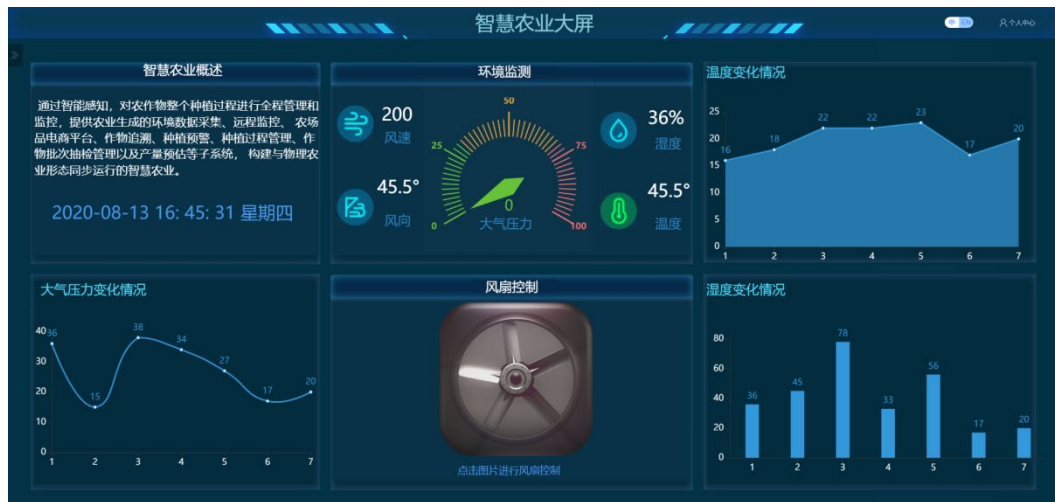 智慧农业大屏
中 EN
个人中心
智慧农业概述
通过智能感知，对农作物整个种植过程进行全程管理和
监控，提供农业生成的环境数据采集、远程监控、 农场
品电商平台、作物追溯、种植预警、种植过程管理、作
物批次抽检管理以及产量预估等子系统， 构建与物理农
业形态同步运行的智慧农业。
2020-08-13 16: 45: 31 星期四
环境监测
200
风速
45.5°
风向
0
25
50
75
100
0
大气压力
36%
湿度
45.5°
温度
温度变化情况
25
20
15
10
5
0
16
18
22
22
23
17
20
1 2 3 4 5 6 7
大气压力变化情况
40
30
20
10
0
36
15
38
34
27
17
20
1 2 3 4 5 6 7
风扇控制
点击图片进行风扇控制
湿度变化情况
80
60
40
20
0
36
45
78
33
56
17
20
1 2 3 4 5 6 7